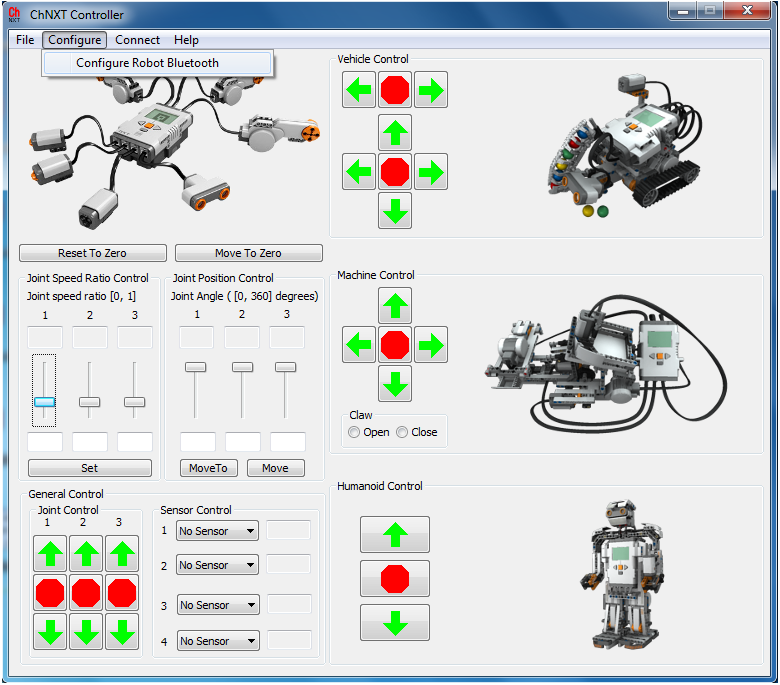 Ch
NXT
ChNXT Controller
File Configure Connect Help
Configure Robot Bluetooth
Reset To Zero Move To Zero
Joint Speed Ratio Control
Joint speed ratio [0, 1]
1 2 3
Set
Joint Position Control
Joint Angle ( [0, 360] degrees)
1 2 3
MoveTo Move
General Control
Joint Control
1 2 3
Sensor Control
1 No Sensor
2 No Sensor
3 No Sensor
4 No Sensor
Vehicle Control
Machine Control
Claw
Open Close
Humanoid Control